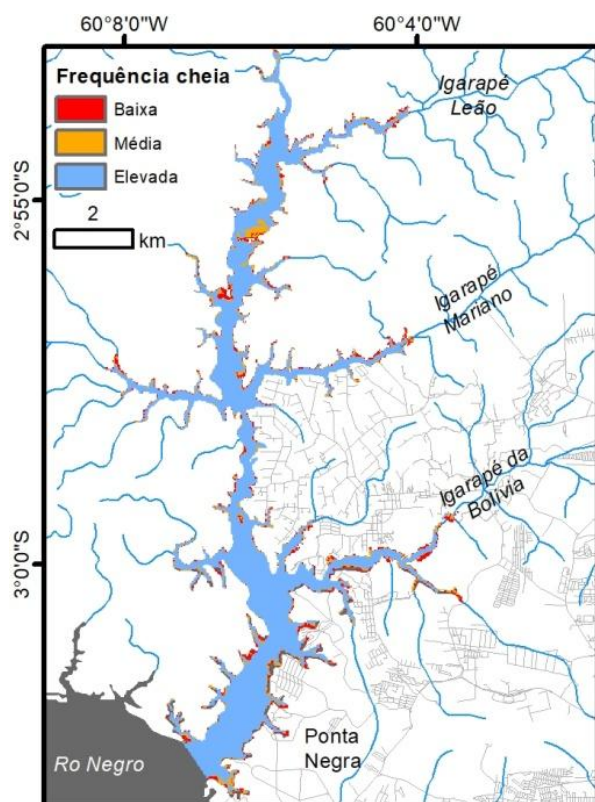 60°8'0"W
60°4'0"W
Frequência cheia
Baixa
Média
Elevada
2
km
Igarapé
Leão
2°55'0"S
Igarapé
Mariano
Igarapé da
Bolívia
3°0'0"S
Ponta
Negra
Ro Negro